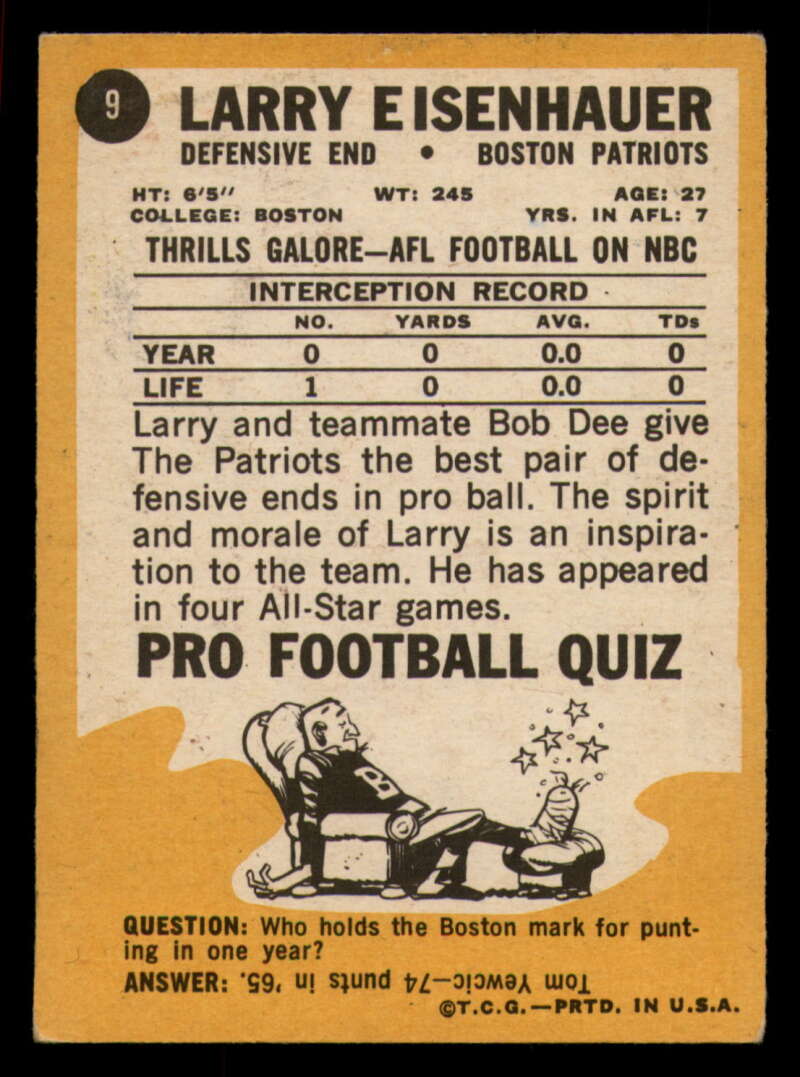 9
LARRY EISENHAUER
DEFENSIVE END • BOSTON PATRIOTS
HT: 6'5" WT: 245 AGE: 27
COLLEGE: BOSTON YRS. IN AFL: 7
THRILLS GALORE—AFL FOOTBALL ON NBC
INTERCEPTION RECORD
NO. YARDS AVG. TDs
YEAR 0 0 0.0 0
LIFE 1 0 0.0 0
Larry and teammate Bob Dee give
The Patriots the best pair of de-
fensive ends in pro ball. The spirit
and morale of Larry is an inspira-
tion to the team. He has appeared
in four All-Star games.
PRO FOOTBALL QUIZ
B
QUESTION: Who holds the Boston mark for punt-
ing in one year?
ANSWER: Tom Yewcic—74 punts in '65.
©T.C.G.—PRTD. IN U.S.A.